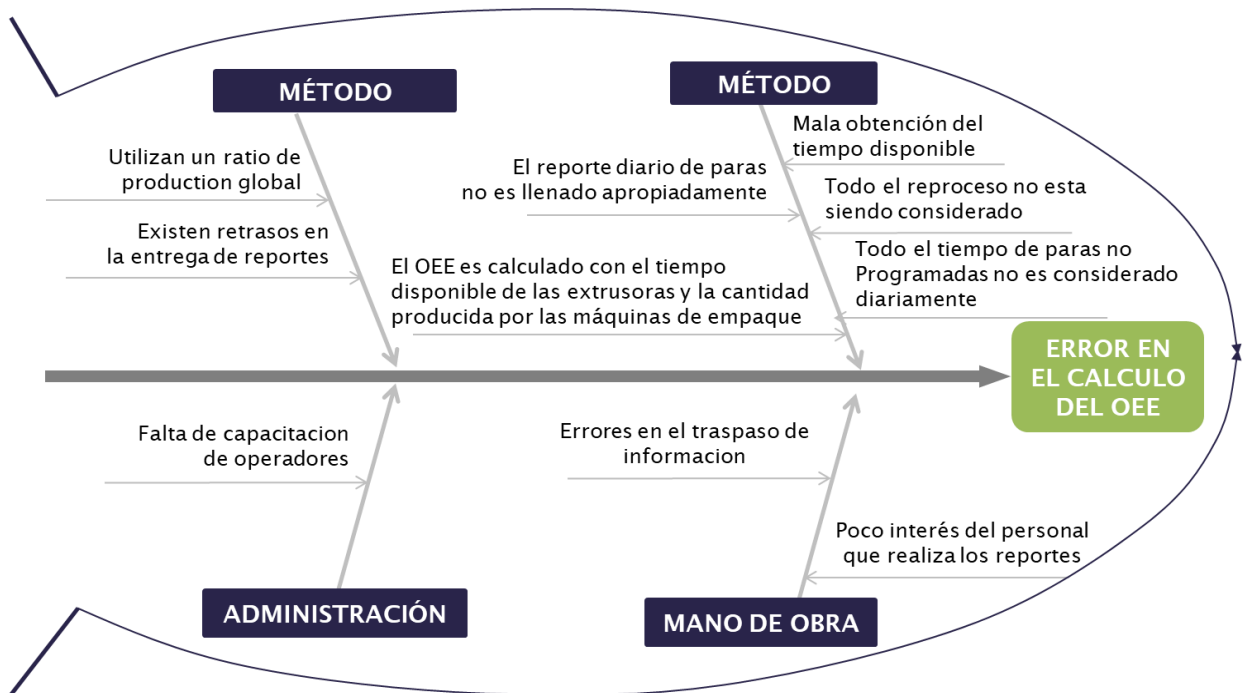 MÉTODO
Utilizan un ratio de
production global
Existen retrasos en
la entrega de reportes
MÉTODO
Mala obtención del
tiempo disponible
El reporte diario de paras
no es llenado apropiadamente
Todo el reproceso no esta
siendo considerado
El OEE es calculado con el tiempo
disponible de las extrusoras y la cantidad
producida por las máquinas de empaque
Todo el tiempo de paras no
Programadas no es considerado
diariamente
ERROR EN
EL CALCULO
DEL OEE
Falta de capacitacion
de operadores
ADMINISTRACIÓN
Errores en el traspaso de
informacion
Poco interés del personal
que realiza los reportes
MANO DE OBRA